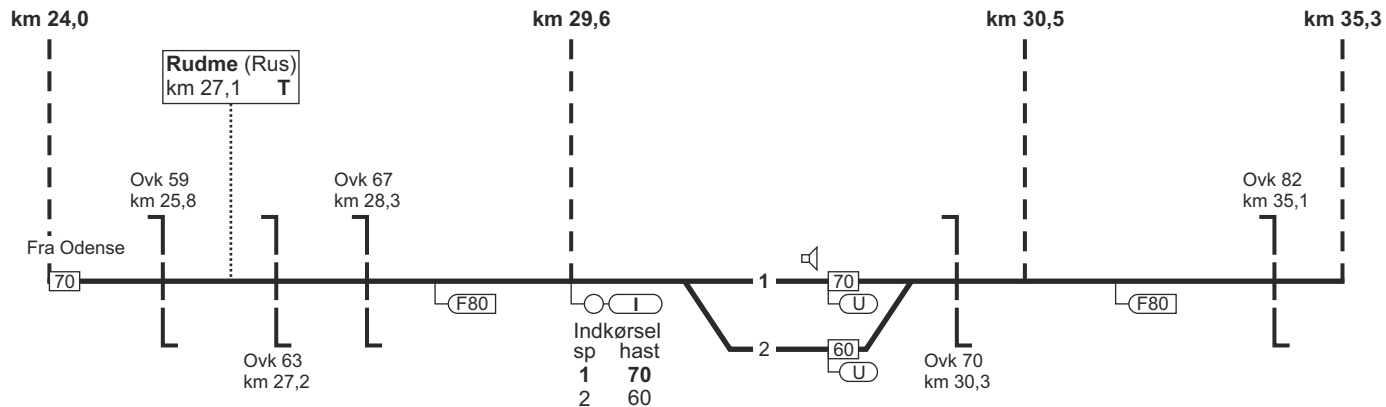 km 24,0
km 29,6
km 30,5
km 35,3
Rudme (Rus)
km 27,1 T
Ovk 59
km 25,8
Ovk 67
km 28,3
Ovk 82
km 35,1
Fra Odense
70
1
70
F80
I
U
F80
Indkørsel
sp hast
1 70
2 60
2
60
U
Ovk 63
km 27,2
Ovk 70
km 30,3